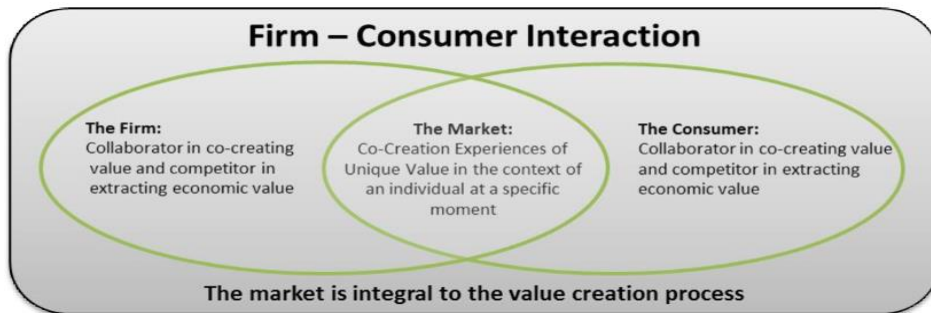 Firm – Consumer Interaction
The Firm:
Collaborator in co-creating
value and competitor in
extracting economic value
The Market:
Co-Creation Experiences of
Unique Value in the context of
an individual at a specific
moment
The Consumer:
Collaborator in co-creating value
and competitor in extracting
economic value
The market is integral to the value creation process